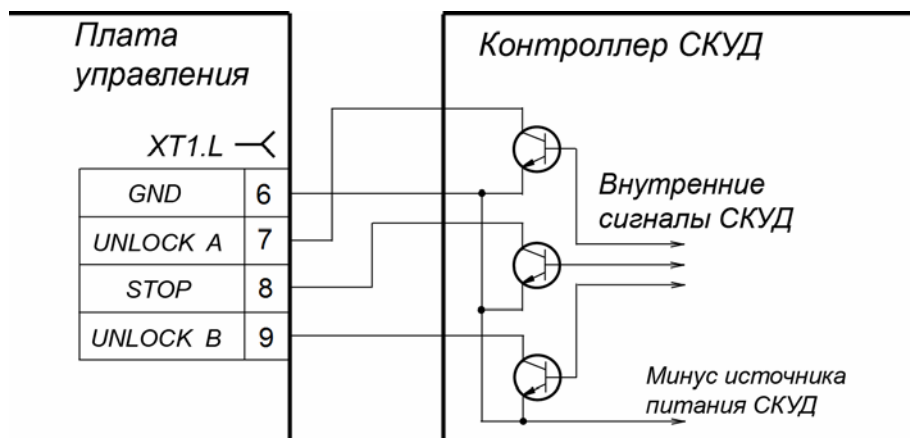 Плата
управления
Контроллер СКУД
XT1.L
GND 6
UNLOCK A 7
STOP 8
UNLOCK B 9
Внутренние
сигналы СКУД
Минус источника
питания СКУД